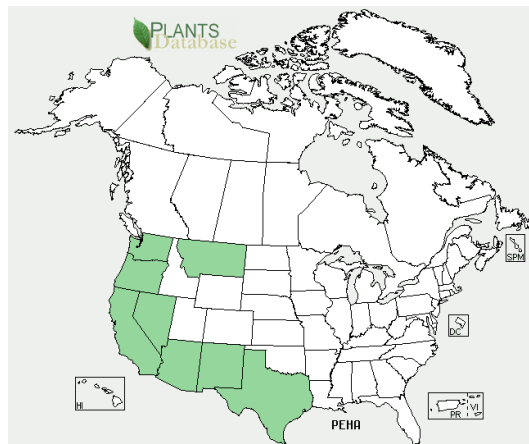 PLANTS
Database
SPM
DC
HI
PR
VI
PEHA